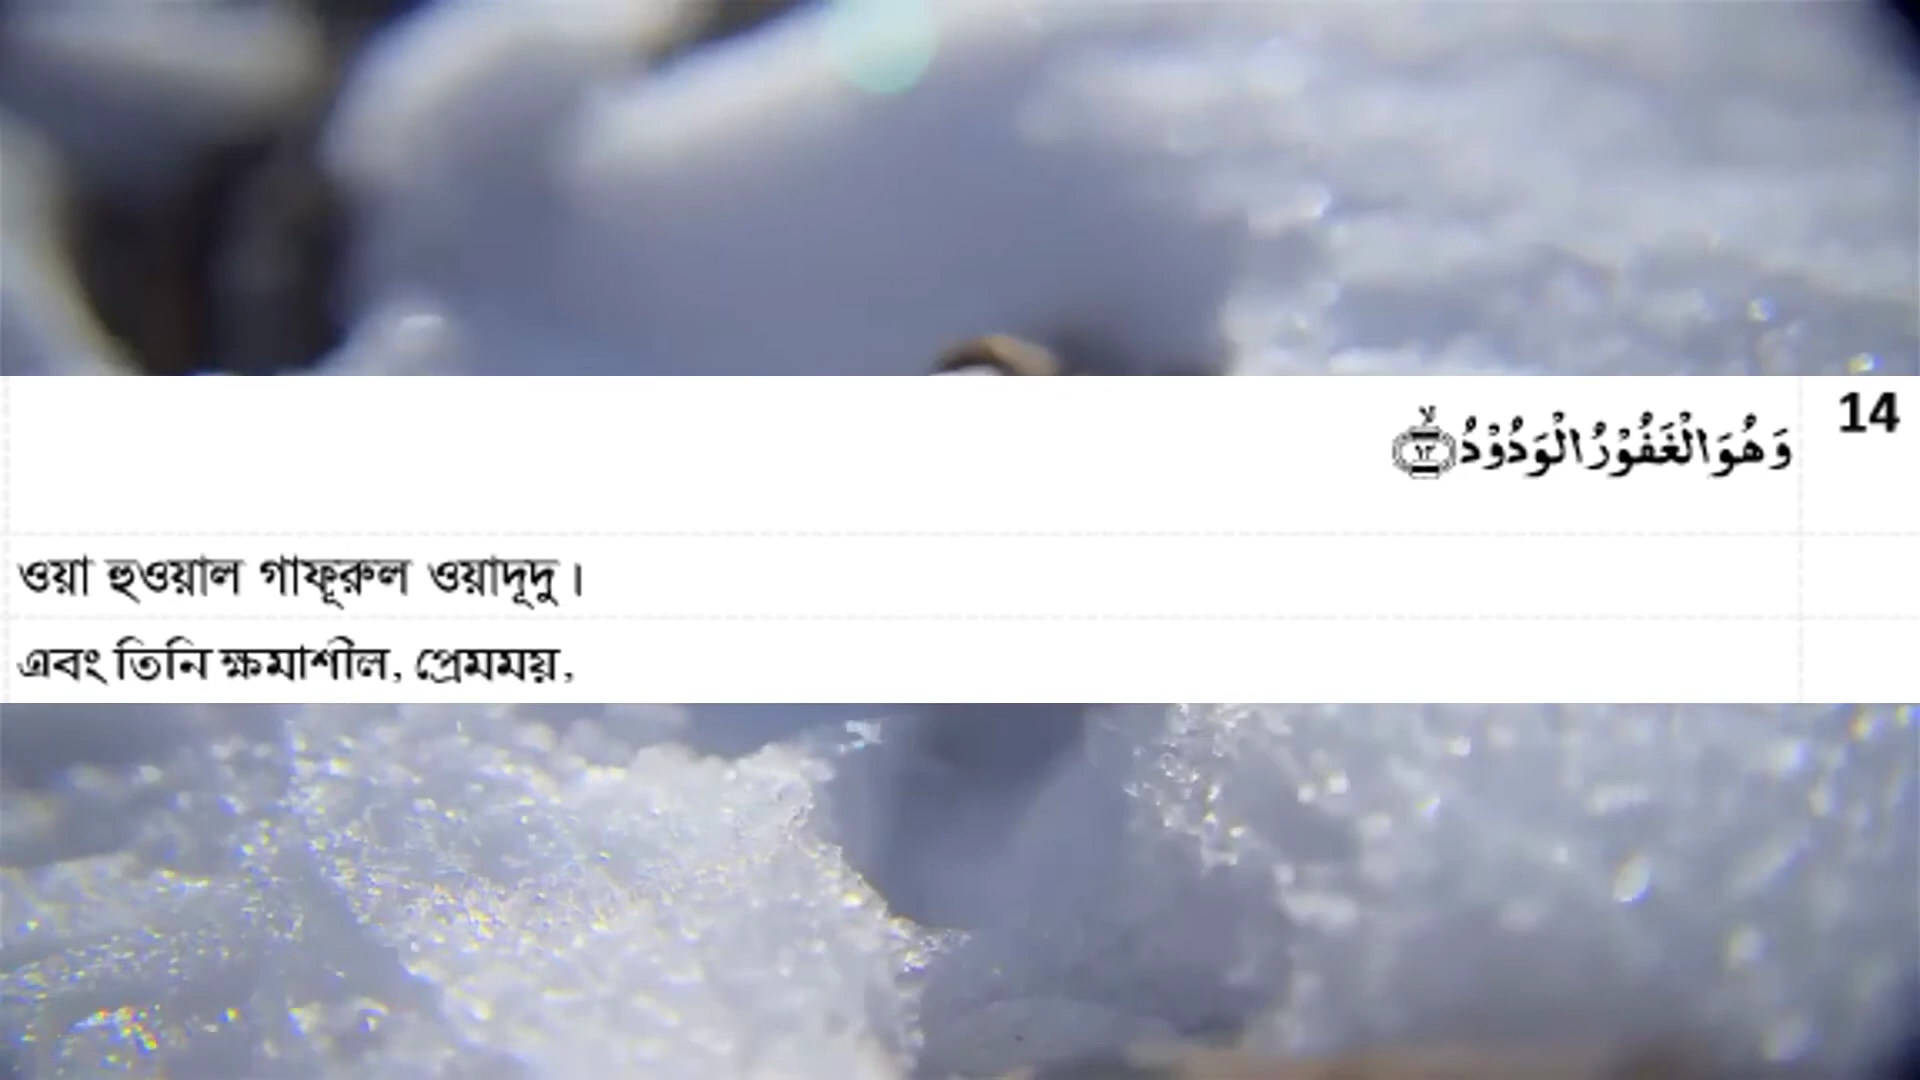 14
وَهُوَ الْغَفُوْرُ الْوَدُوْدُ ۙ
ওয়া হুওয়াল গাফূরুল ওয়াদূদু।
এবং তিনি ক্ষমাশীল, প্রেমময়,